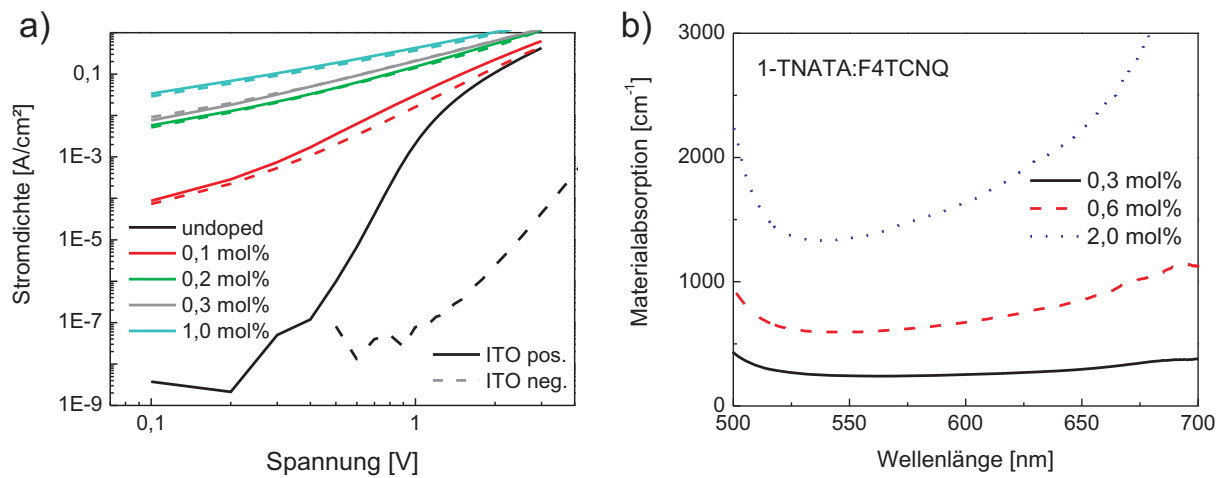 a)
Stromdichte [A/cm²]
0,1
1E-3
1E-5
1E-7
1E-9
undoped
0,1 mol%
0,2 mol%
0,3 mol%
1,0 mol%
ITO pos.
ITO neg.
0,1
1
Spannung [V]
b)
Materialabsorption [cm⁻¹]
3000
2000
1000
0
1-TNATA:F4TCNQ
0,3 mol%
0,6 mol%
2,0 mol%
500
550
600
650
700
Wellenlänge [nm]